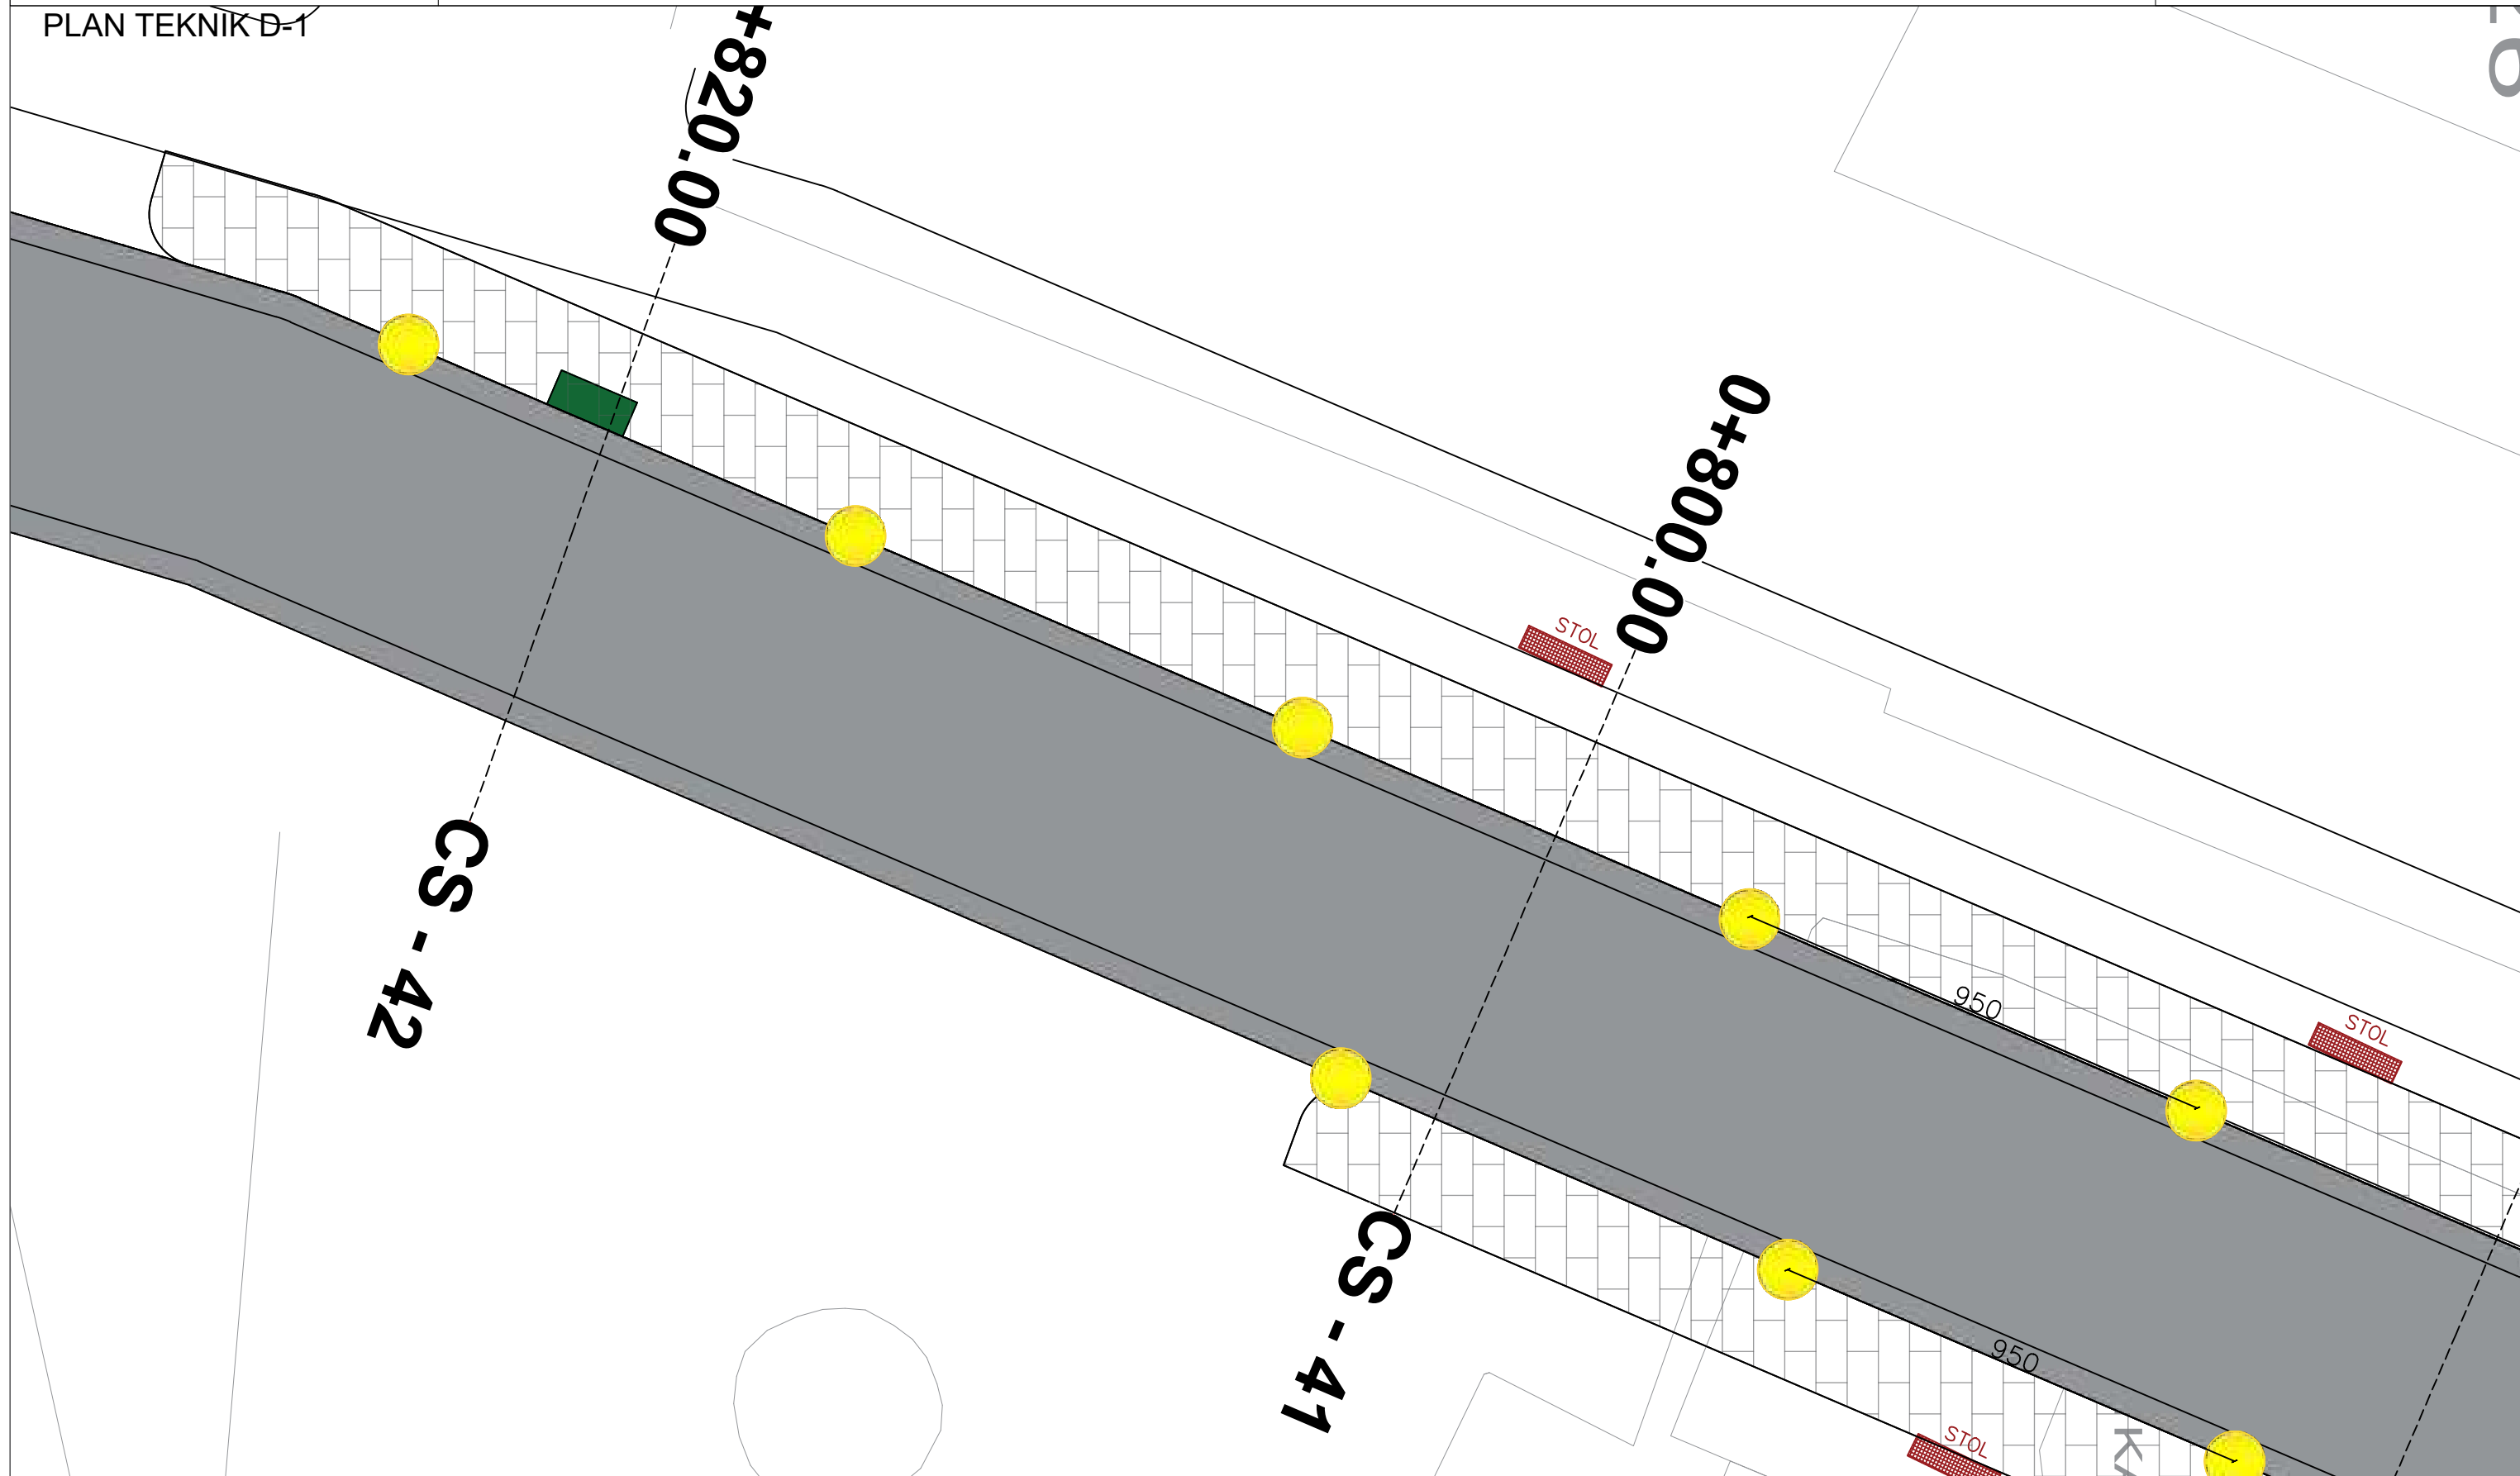 PLAN TEKNIK D-1
+820.00
0+800.00
STOL
950
STOL
CS - 42
CS - 41
950
STOL